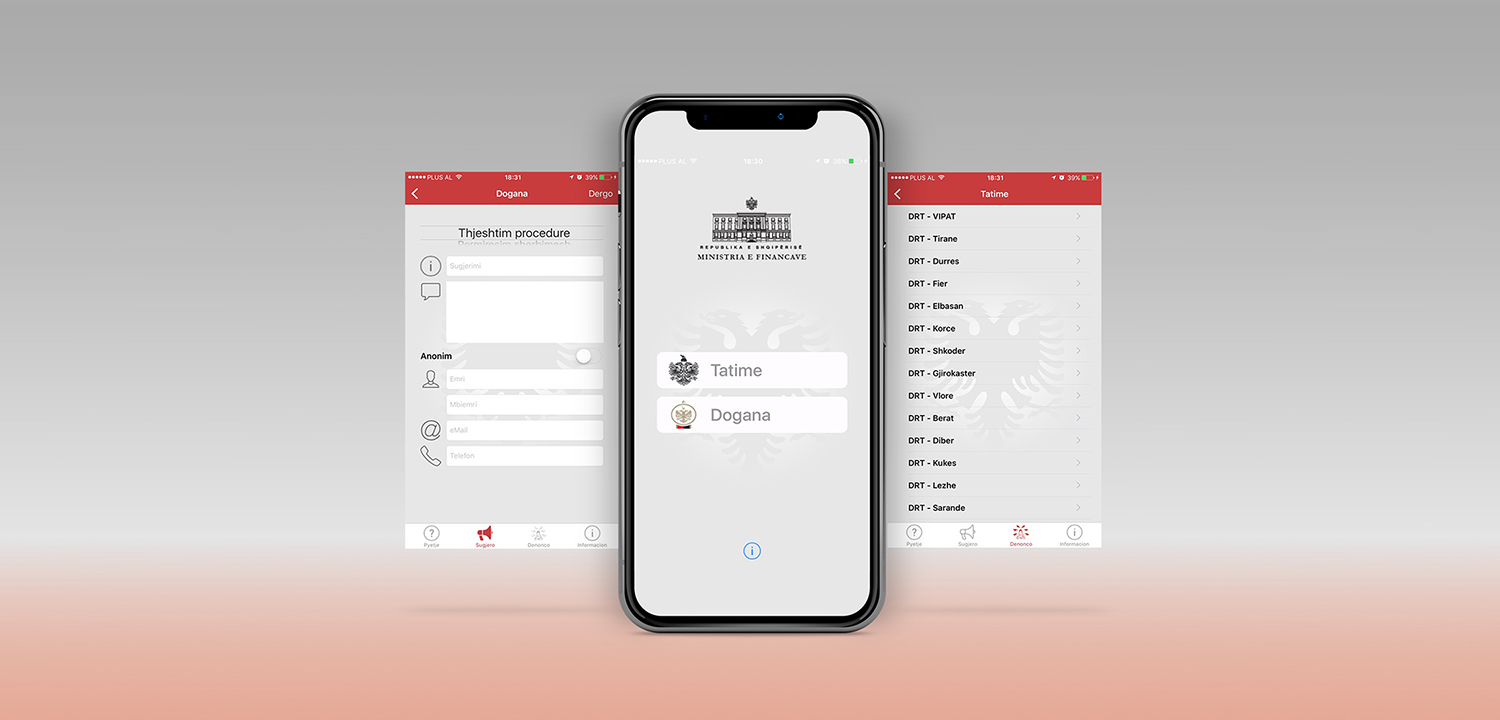 PLUS AL 18:31 39%
Dogana Dergo
Thjeshtim procedure
Sugjerimi
Anonim
Emri
Mbiemri
eMail
Telefon
Pyetje Sugjero Denonco Informacion
PLUS AL 18:30 38%
REPUBLIKA E SHQIPËRISË
MINISTRIA E FINANCAVE
Tatime
Dogana
PLUS AL 18:31 39%
Tatime
DRT - VIPAT
DRT - Tirane
DRT - Durres
DRT - Fier
DRT - Elbasan
DRT - Korce
DRT - Shkoder
DRT - Gjirokaster
DRT - Vlore
DRT - Berat
DRT - Diber
DRT - Kukes
DRT - Lezhe
DRT - Sarande
Pyetje Sugjero Denonco Informacion